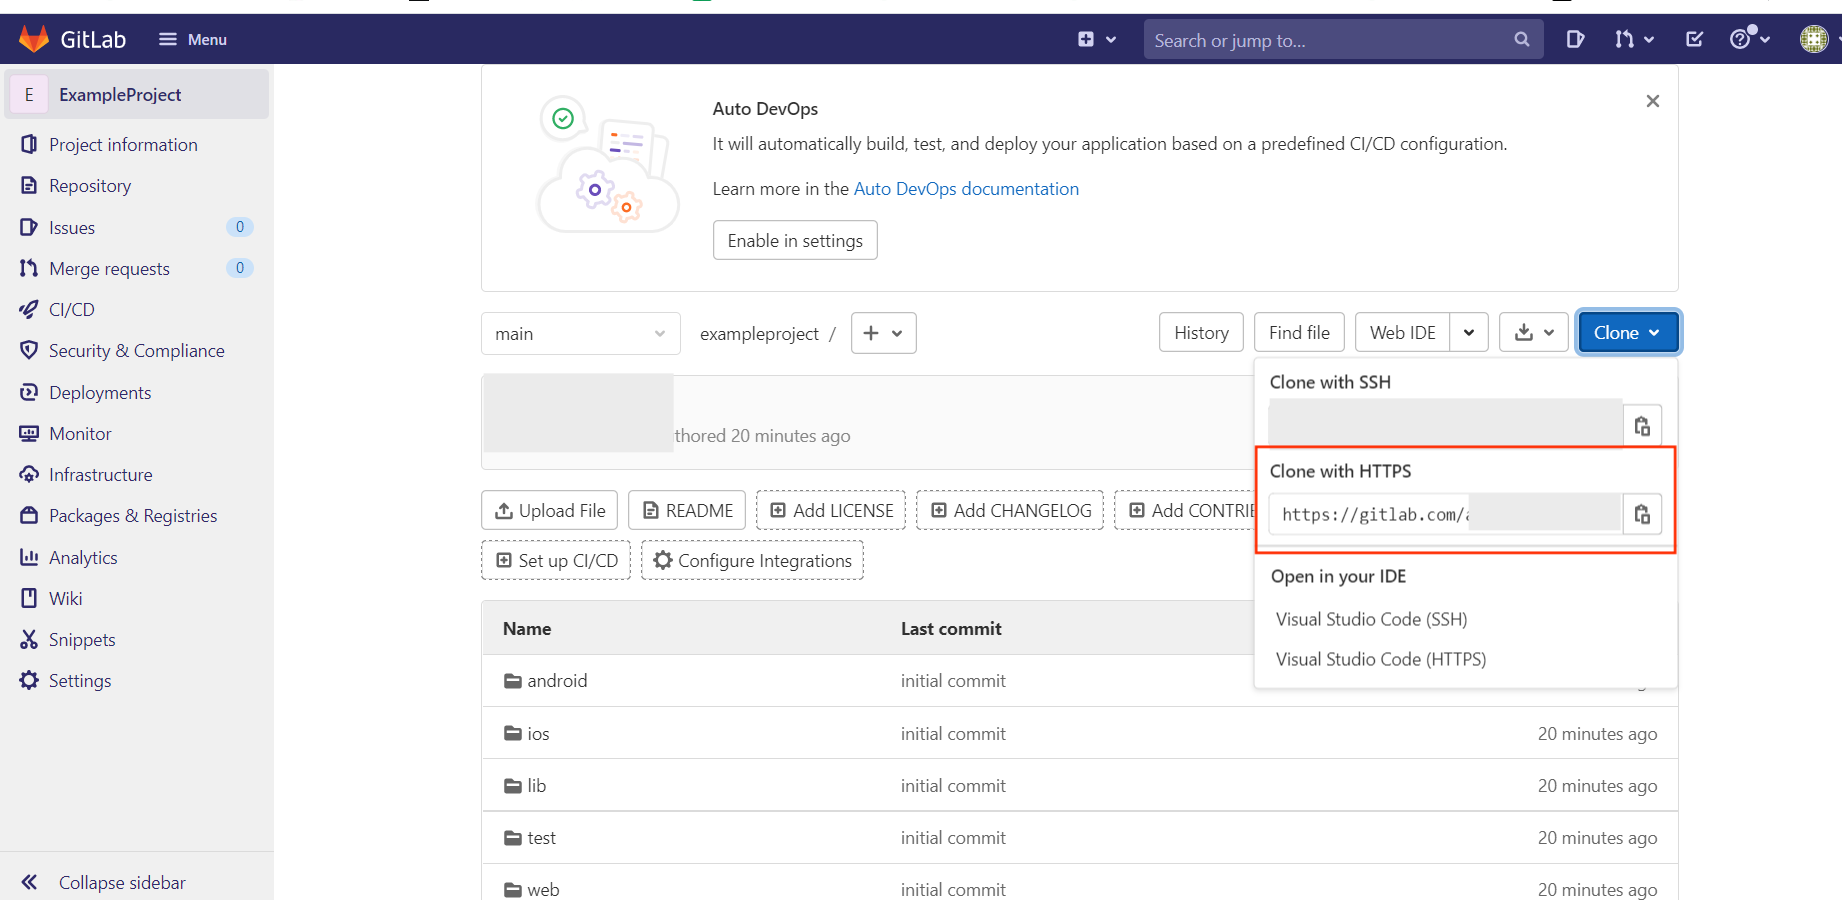 GitLab
Menu
Search or jump to...
E ExampleProject
Project information
Repository
Issues 0
Merge requests 0
CI/CD
Security & Compliance
Deployments
Monitor
Infrastructure
Packages & Registries
Analytics
Wiki
Snippets
Settings
Collapse sidebar
Auto DevOps
It will automatically build, test, and deploy your application based on a predefined CI/CD configuration.
Learn more in the Auto DevOps documentation
Enable in settings
main
exampleproject /
History
Find file
Web IDE
Clone
thored 20 minutes ago
Clone with SSH
Clone with HTTPS
https://gitlab.com/
Open in your IDE
Visual Studio Code (SSH)
Visual Studio Code (HTTPS)
Upload File
README
Add LICENSE
Add CHANGELOG
Add CONTRIB
Set up CI/CD
Configure Integrations
Name Last commit
android initial commit
ios initial commit 20 minutes ago
lib initial commit 20 minutes ago
test initial commit 20 minutes ago
web initial commit 20 minutes ago